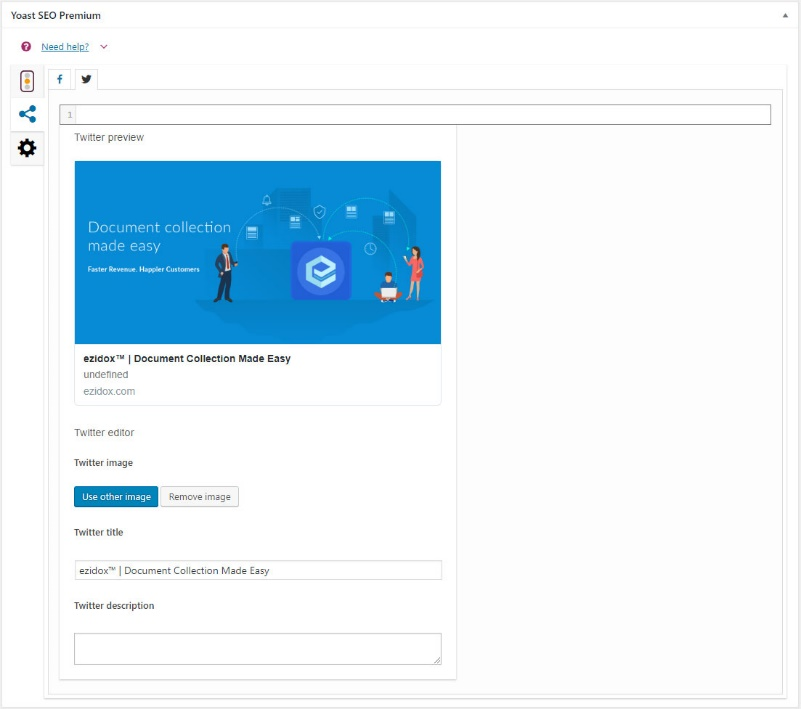 Yoast SEO Premium
Need help?
1
Twitter preview
Document collection
made easy
Faster Revenue. Happier Customers
ezidox™ | Document Collection Made Easy
undefined
ezidox.com
Twitter editor
Twitter image
Use other image
Remove image
Twitter title
ezidox™ | Document Collection Made Easy
Twitter description